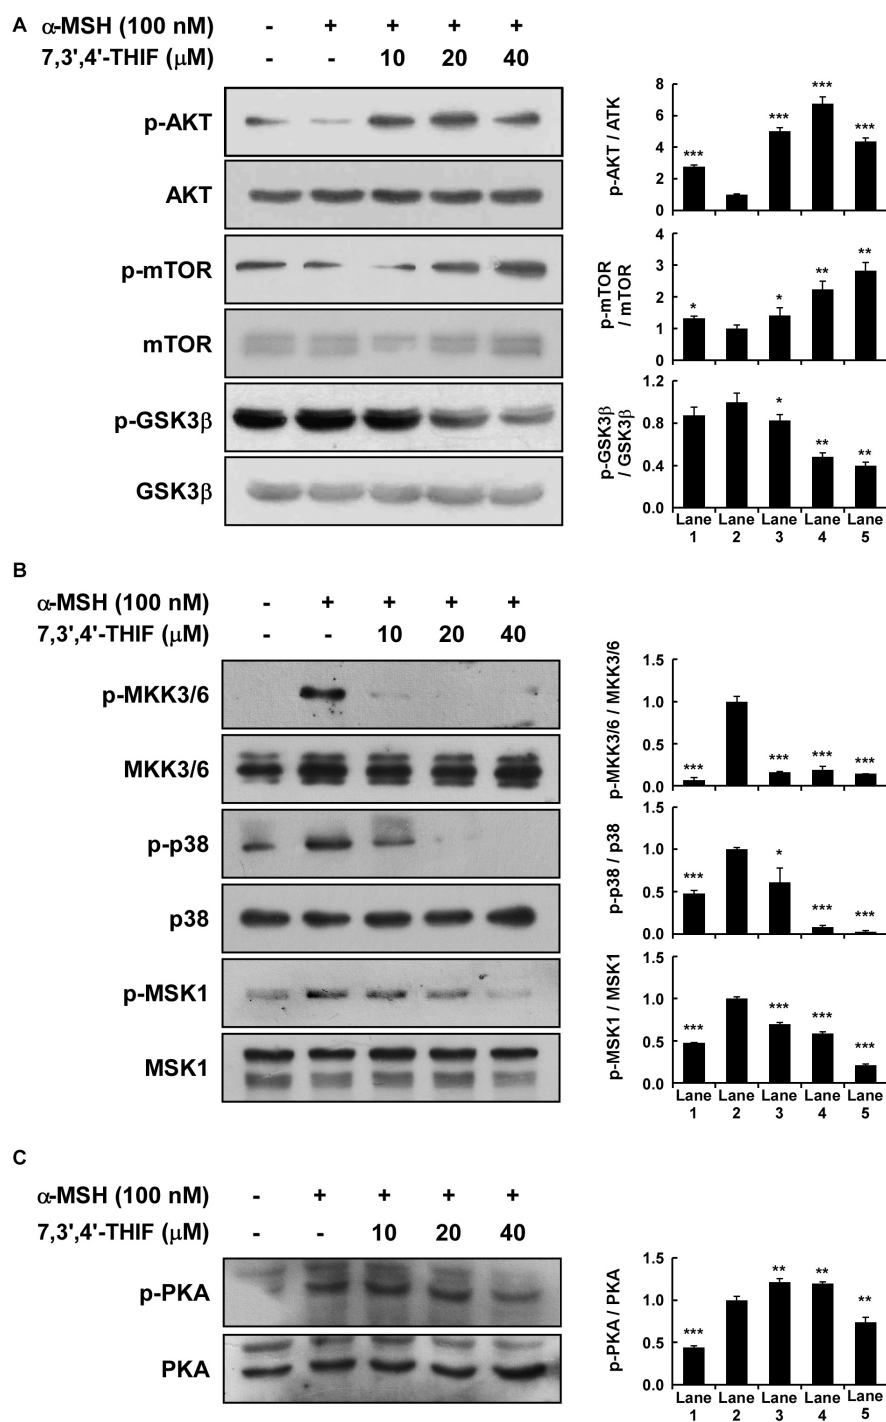 A
α-MSH (100 nM) - + + + +
7,3',4'-THIF (μM) - - 10 20 40
p-AKT
AKT
p-mTOR
mTOR
p-GSK3β
GSK3β
p-AKT / ATK
8
6
4
2
0
*** *** *** ***
p-mTOR
/ mTOR
4
3
2
1
0
* * ** **
p-GSK3β
/ GSK3β
1.2
0.8
0.4
0.0
* ** **
Lane Lane Lane Lane Lane
1 2 3 4 5
B
α-MSH (100 nM) - + + + +
7,3',4'-THIF (μM) - - 10 20 40
p-MKK3/6
MKK3/6
p-p38
p38
p-MSK1
MSK1
p-MKK3/6 / MKK3/6
1.5
1.0
0.5
0.0
*** *** *** ***
p-p38 / p38
1.5
1.0
0.5
0.0
*** * *** ***
p-MSK1 / MSK1
1.5
1.0
0.5
0.0
*** *** *** ***
Lane Lane Lane Lane Lane
1 2 3 4 5
C
α-MSH (100 nM) - + + + +
7,3',4'-THIF (μM) - - 10 20 40
p-PKA
PKA
p-PKA / PKA
1.5
1.0
0.5
0.0
*** ** ** **
Lane Lane Lane Lane Lane
1 2 3 4 5